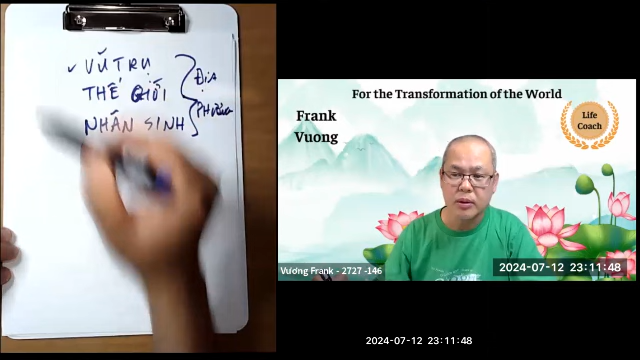 ✓ VŨ TRỤ
THẾ GIỚI
NHÂN SINH
ĐỊA
PHƯƠNG
For the Transformation of the World
Frank
Vuong
Life
Coach
Vương Frank - 2727 -146
2024-07-12 23:11:48
2024-07-12 23:11:48